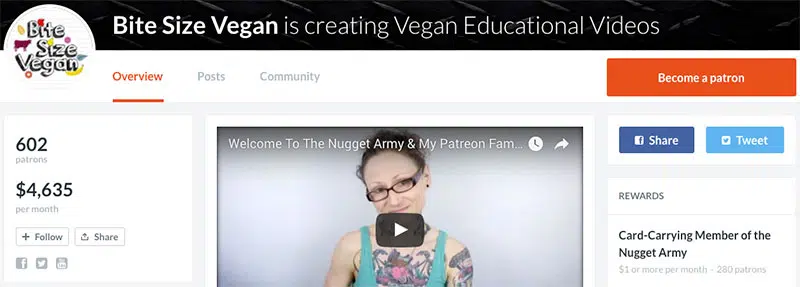 Bite Size Vegan is creating Vegan Educational Videos
Bite
Size
Vegan
Overview
Posts
Community
Become a patron
602
patrons
$4,635
per month
Follow
Share
Welcome To The Nugget Army & My Patreon Fam...
Share
Tweet
REWARDS
Card-Carrying Member of the
Nugget Army
$1 or more per month · 280 patrons